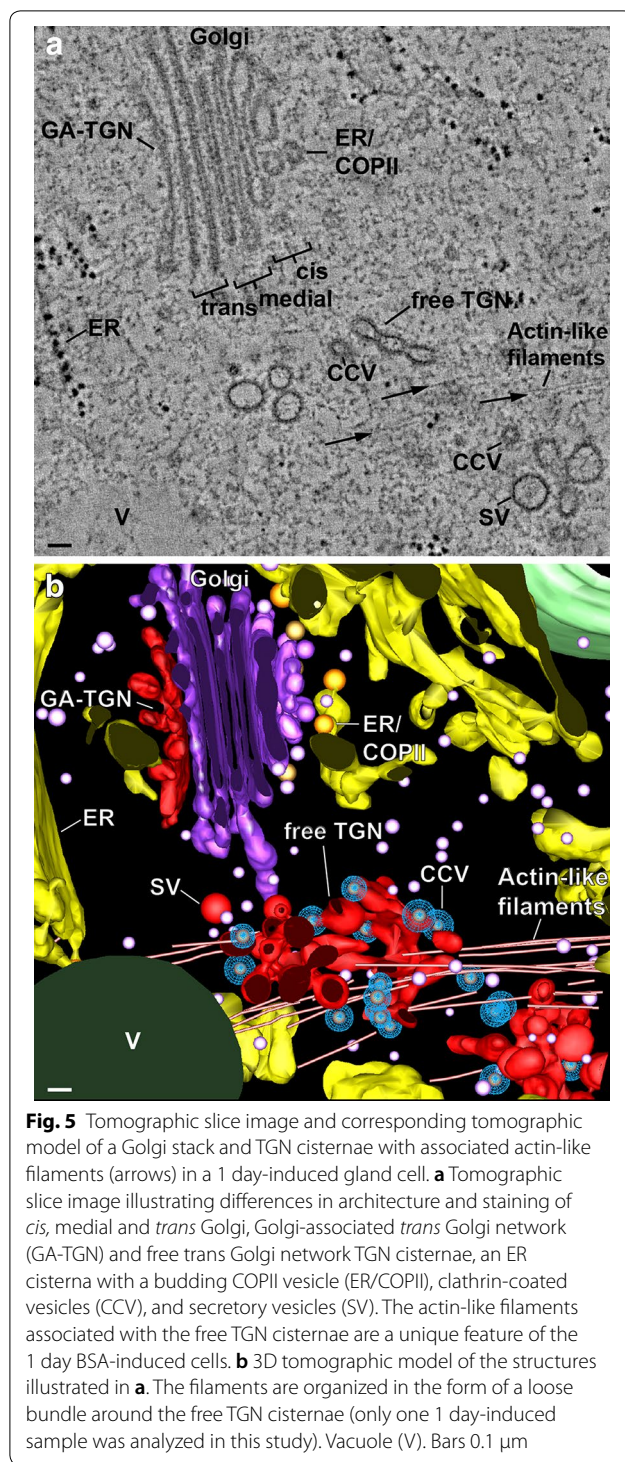 a
Golgi
GA-TGN
ER/
COPII
cis
medial
trans
ER
free TGN
Actin-like
filaments
CCV
CCV
SV
V
b
Golgi
GA-TGN
ER/
COPII
ER
free TGN
SV
CCV
Actin-like
filaments
V
Fig. 5 Tomographic slice image and corresponding tomographic
model of a Golgi stack and TGN cisternae with associated actin-like
filaments (arrows) in a 1 day-induced gland cell. a Tomographic
slice image illustrating differences in architecture and staining of
cis, medial and trans Golgi, Golgi-associated trans Golgi network
(GA-TGN) and free trans Golgi network TGN cisternae, an ER
cisterna with a budding COPII vesicle (ER/COPII), clathrin-coated
vesicles (CCV), and secretory vesicles (SV). The actin-like filaments
associated with the free TGN cisternae are a unique feature of the
1 day BSA-induced cells. b 3D tomographic model of the structures
illustrated in a. The filaments are organized in the form of a loose
bundle around the free TGN cisternae (only one 1 day-induced
sample was analyzed in this study). Vacuole (V). Bars 0.1 µm